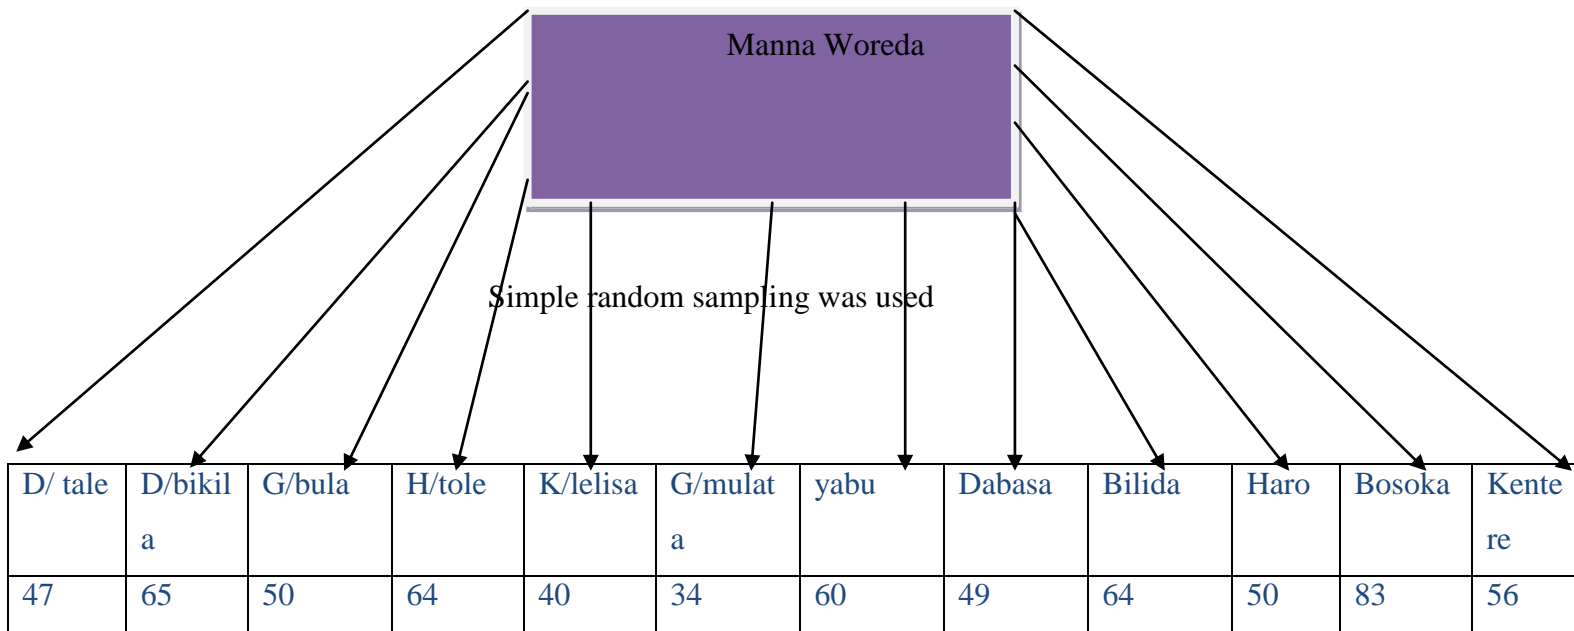 Manna Woreda
Simple random sampling was used
D/ tale D/bikil G/bula H/tole K/lelisa G/mulat yabu Dabasa Bilida Haro Bosoka Kente
a a re
47 65 50 64 40 34 60 49 64 50 83 56